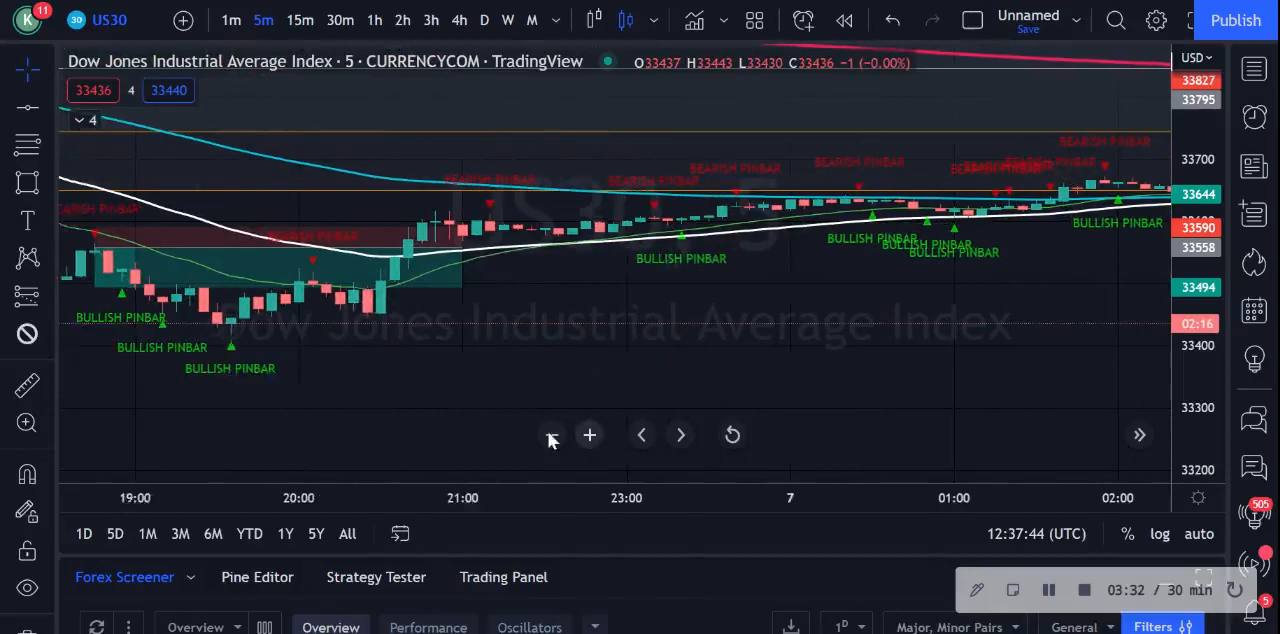 K 11 30 US30 1m 5m 15m 30m 1h 2h 3h 4h D W M Unnamed Save Publish
Dow Jones Industrial Average Index · 5 · CURRENCYCOM · TradingView O33437 H33443 L33430 C33436 −1 (−0.00%) USD
33436 4 33440
4
33827
33795
33700
33644
33590
33558
33494
02:16
33400
33300
33200
BEARISH PINBAR
BEARISH PINBAR
BEARISH PINBAR
BEARISH PINBAR
BEARISH PINBAR
BEARISH PINBAR
BEARISH PINBAR
BULLISH PINBAR
BULLISH PINBAR
BULLISH PINBAR
BULLISH PINBAR
BULLISH PINBAR
BULLISH PINBAR
BULLISH PINBAR
BULLISH PINBAR
Dow Jones Industrial Average Index
19:00 20:00 21:00 23:00 7 01:00 02:00
1D 5D 1M 3M 6M YTD 1Y 5Y All 12:37:44 (UTC) % log auto
505
Forex Screener Pine Editor Strategy Tester Trading Panel
03:32 / 30 min
5
Overview Overview Performance Oscillators 1D Major, Minor Pairs General Filters